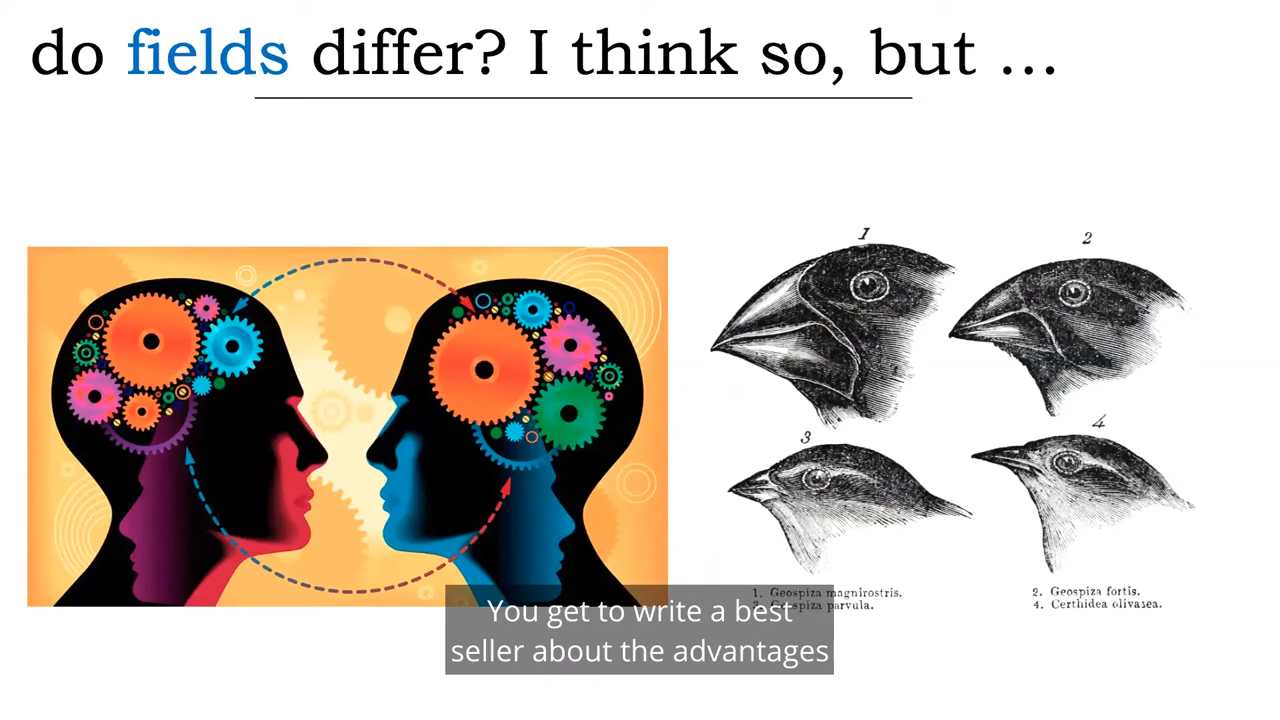 do fields differ? I think so, but ...
1
2
3
4
1. Geospiza magnirostris.
2. Geospiza fortis.
parvula.
4. Certhidea olivasea.
You get to write a best
seller about the advantages